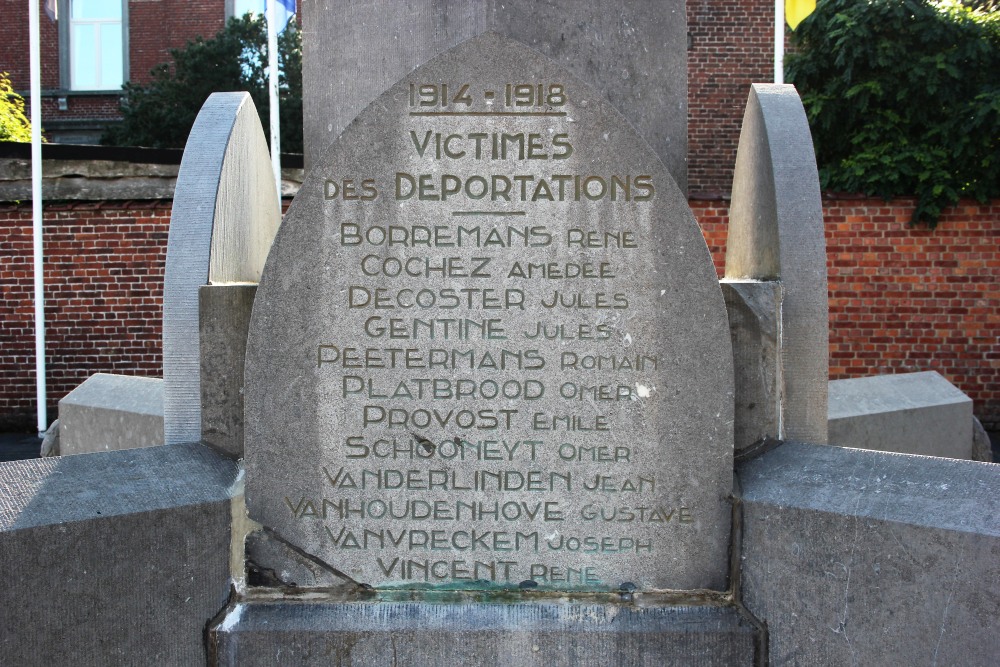 1914 - 1918
VICTIMES
DES DEPORTATIONS
BORREMANS RENE
COCHEZ AMEDEE
DECOSTER JULES
GENTINE JULES
PEETERMANS ROMAIN
PLATBROOD OMER
PROVOST EMILE
SCHOONEYT OMER
VANDERLINDEN JEAN
VANHOUDENHOVE GUSTAVE
VANVRECKEM JOSEPH
VINCENT RENE